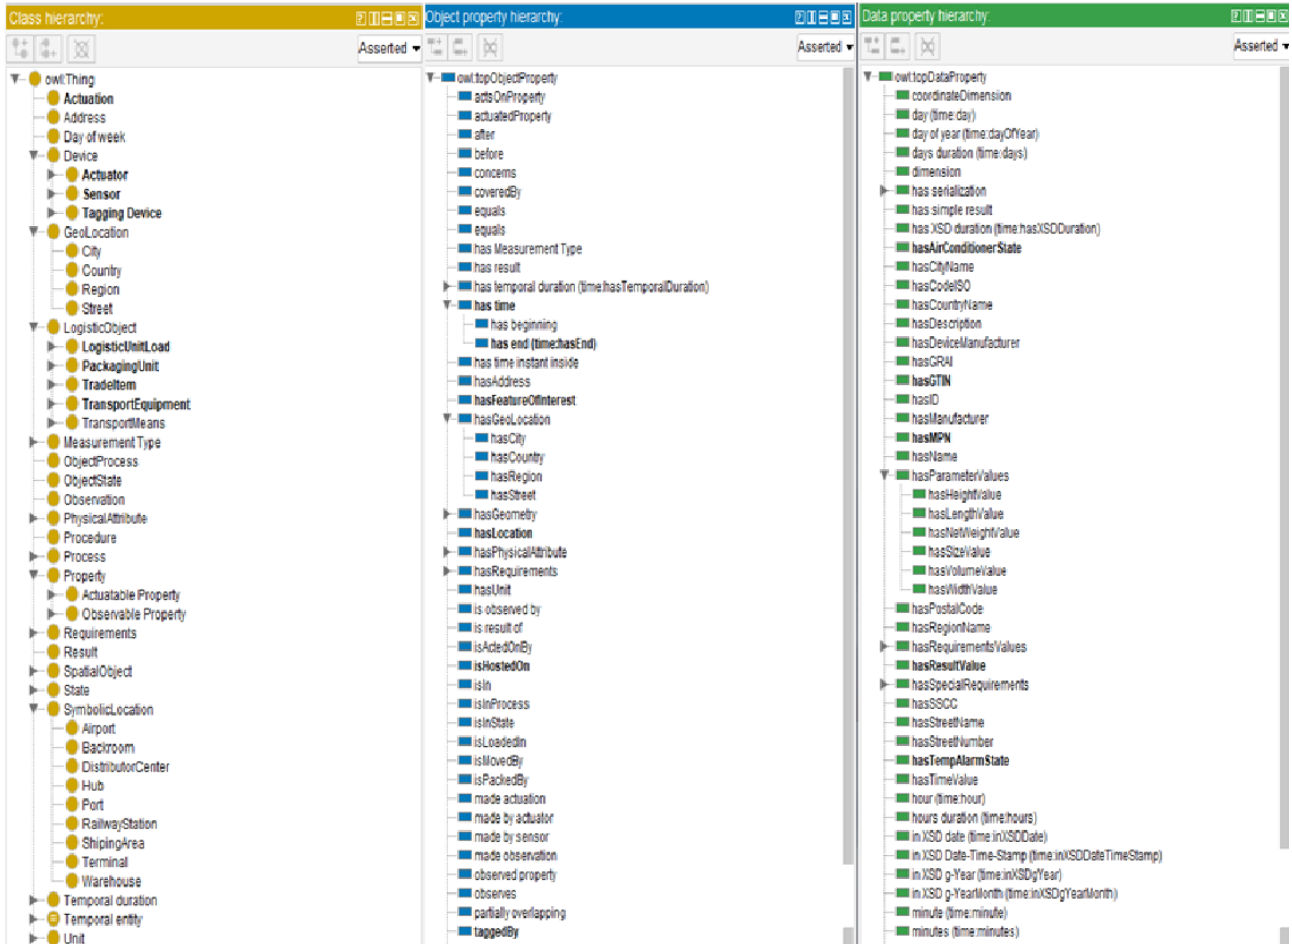 Class hierarchy:
Asserted
owl:Thing
Actuation
Address
Day of week
Device
Actuator
Sensor
Tagging Device
GeoLocation
City
Country
Region
Street
LogisticObject
LogisticUnitLoad
PackagingUnit
TradeItem
TransportEquipment
TransportMeans
Measurement Type
ObjectProcess
ObjectState
Observation
PhysicalAttribute
Procedure
Process
Property
Actuatable Property
Observable Property
Requirements
Result
SpatialObject
State
SymbolicLocation
Airport
Backroom
DistributorCenter
Hub
Port
RailwayStation
ShipingArea
Terminal
Warehouse
Temporal duration
Temporal entity
Unit
Object property hierarchy:
Asserted
owl:topObjectProperty
actsOnProperty
actuatedProperty
after
before
concerns
coveredBy
equals
equals
has Measurement Type
has result
has temporal duration (time:hasTemporalDuration)
has time
has beginning
has end (time:hasEnd)
has time instant inside
hasAddress
hasFeatureOfInterest
hasGeoLocation
hasCity
hasCountry
hasRegion
hasStreet
hasGeometry
hasLocation
hasPhysicalAttribute
hasRequirements
hasUnit
is observed by
is result of
isActedOnBy
isHostedOn
isIn
isInProcess
isInState
isLoadedIn
isMovedBy
isPackedBy
made actuation
made by actuator
made by sensor
made observation
observed property
observes
partially overlapping
taggedBy
Data property hierarchy:
Asserted
owl:topDataProperty
coordinateDimension
day (time:day)
day of year (time:dayOfYear)
days duration (time:days)
dimension
has serialization
has simple result
has XSD duration (time:hasXSDDuration)
hasAirConditionerState
hasCityName
hasCodeISO
hasCountryName
hasDescription
hasDeviceManufacturer
hasGRAI
hasGTIN
hasID
hasManufacturer
hasMPN
hasName
hasParameterValues
hasHeightValue
hasLengthValue
hasNetWeightValue
hasSizeValue
hasVolumeValue
hasWidthValue
hasPostalCode
hasRegionName
hasRequirementsValues
hasResultValue
hasSpecialRequirements
hasSSCC
hasStreetName
hasStreetNumber
hasTempAlarmState
hasTimeValue
hour (time:hour)
hours duration (time:hours)
in XSD date (time:inXSDDate)
in XSD Date-Time-Stamp (time:inXSDDateTimeStamp)
in XSD g-Year (time:inXSDgYear)
in XSD g-YearMonth (time:inXSDgYearMonth)
minute (time:minute)
minutes (time:minutes)